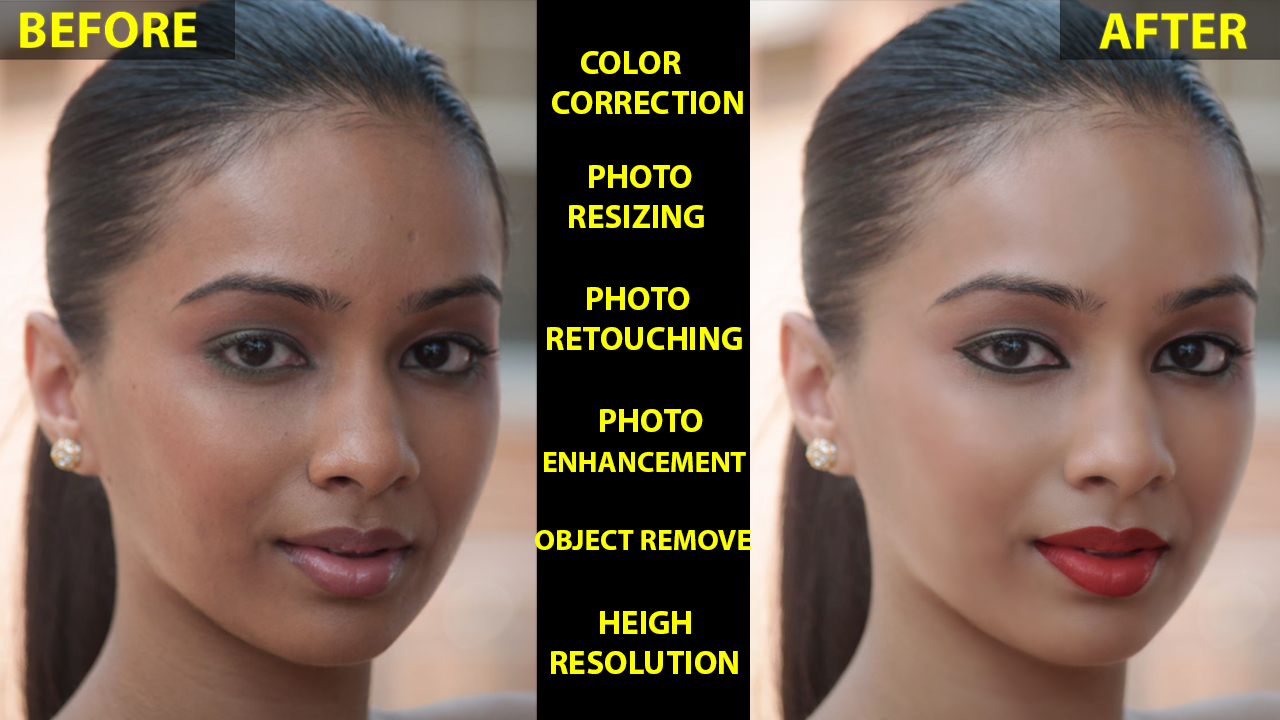 BEFORE
COLOR
CORRECTION
PHOTO
RESIZING
PHOTO
RETOUCHING
PHOTO
ENHANCEMENT
OBJECT REMOVE
HEIGH
RESOLUTION
AFTER